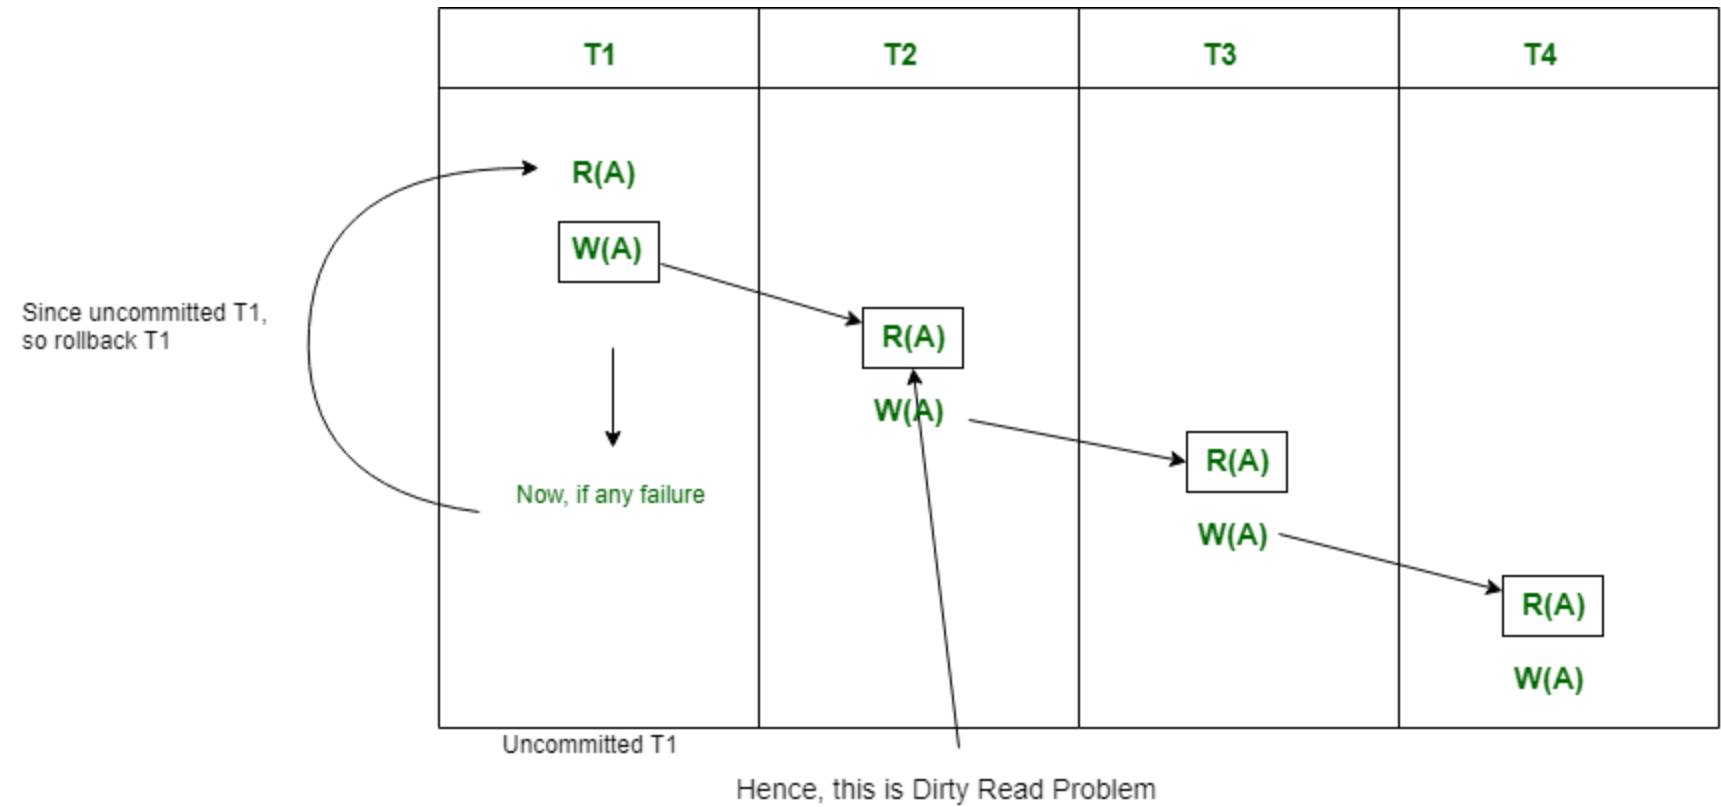 T1 T2 T3 T4
R(A)
W(A)
Since uncommitted T1,
so rollback T1
R(A)
W(A)
R(A)
Now, if any failure
W(A)
R(A)
W(A)
Uncommitted T1
Hence, this is Dirty Read Problem